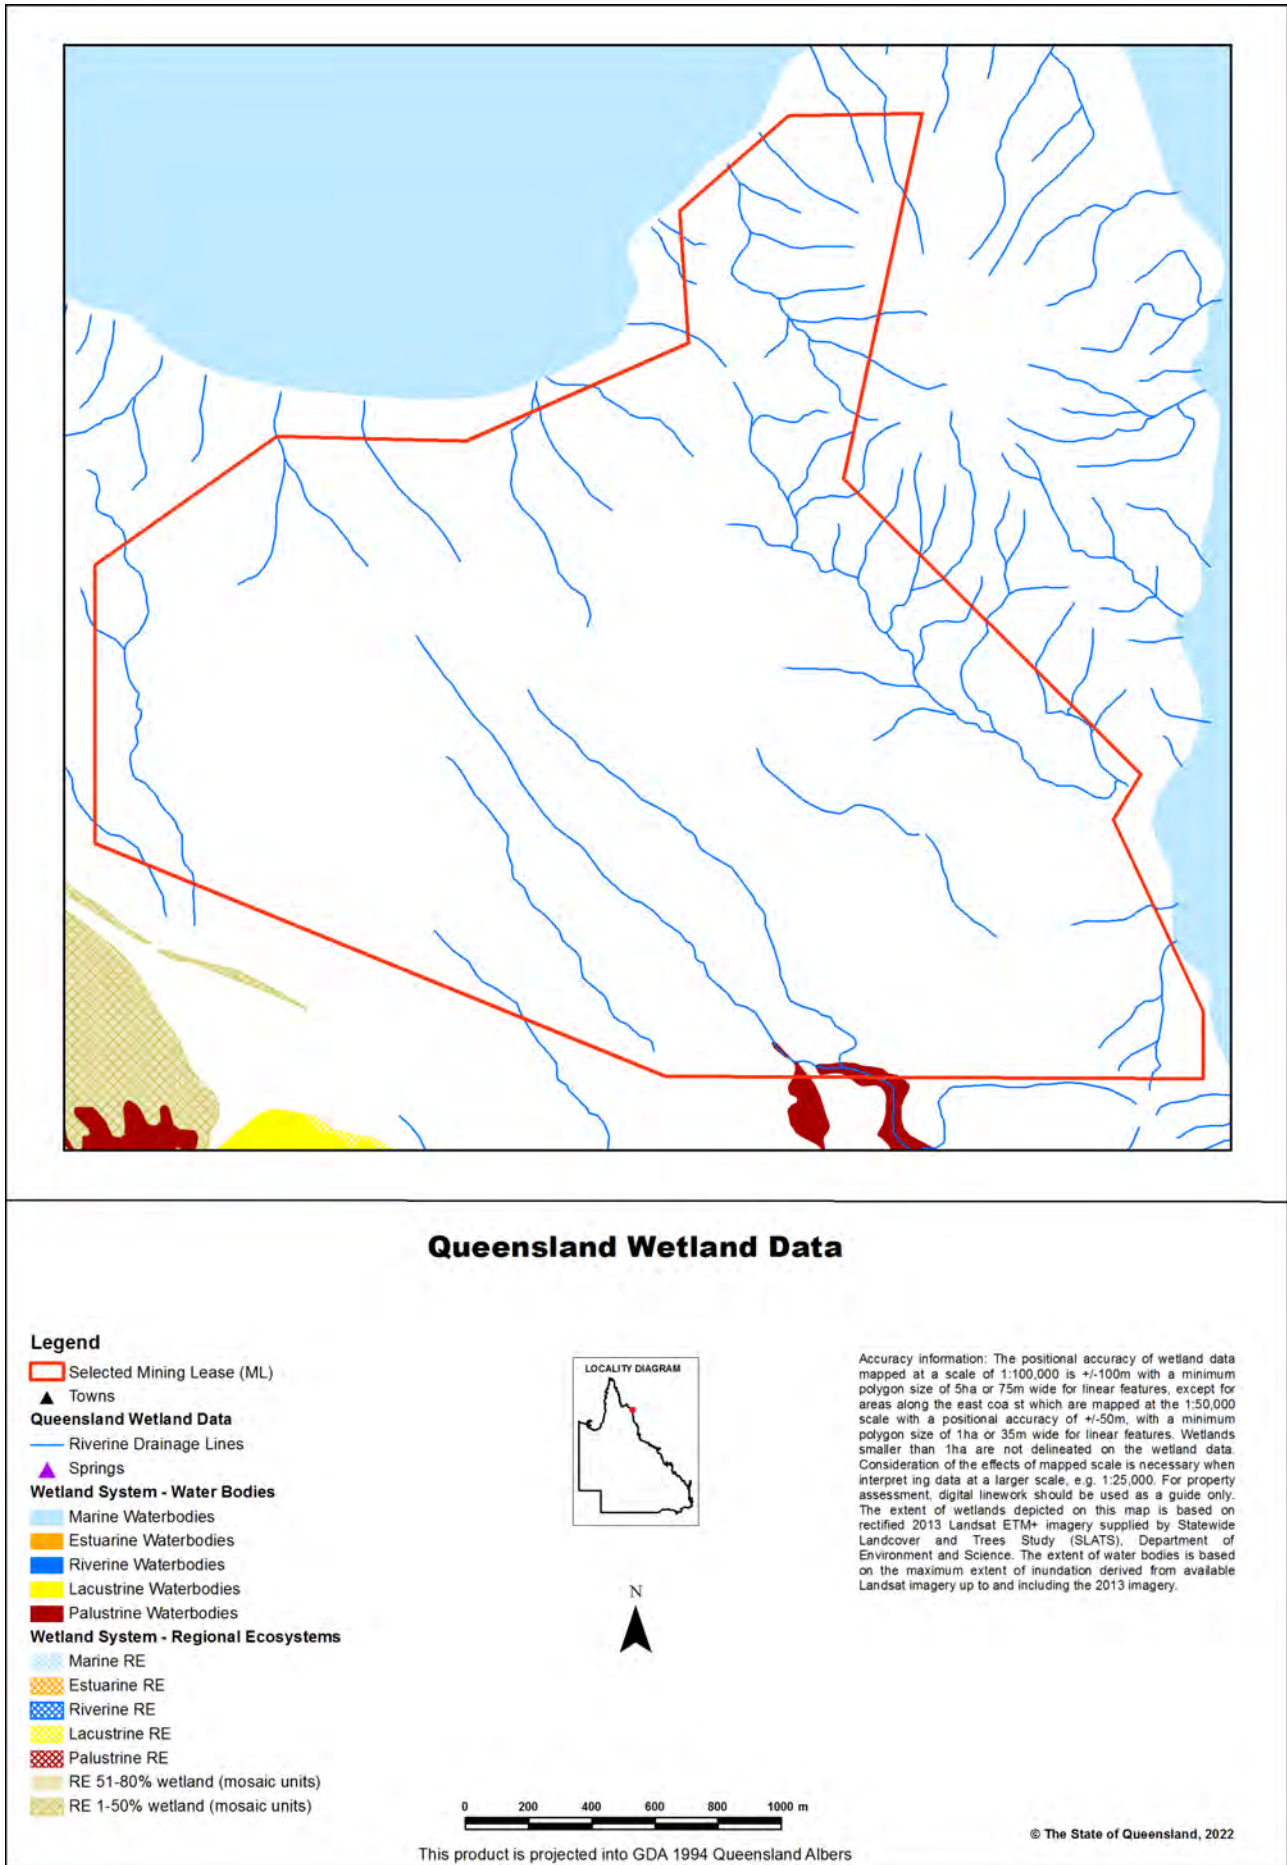 Queensland Wetland Data
Legend
Selected Mining Lease (ML)
Towns
Queensland Wetland Data
Riverine Drainage Lines
Springs
Wetland System - Water Bodies
Marine Waterbodies
Estuarine Waterbodies
Riverine Waterbodies
Lacustrine Waterbodies
Palustrine Waterbodies
Wetland System - Regional Ecosystems
Marine RE
Estuarine RE
Riverine RE
Lacustrine RE
Palustrine RE
RE 51-80% wetland (mosaic units)
RE 1-50% wetland (mosaic units)
LOCALITY DIAGRAM
N
0 200 400 600 800 1000 m
This product is projected into GDA 1994 Queensland Albers
Accuracy information: The positional accuracy of wetland data
mapped at a scale of 1:100,000 is +/-100m with a minimum
polygon size of 5ha or 75m wide for linear features, except for
areas along the east coa st which are mapped at the 1:50,000
scale with a positional accuracy of +/-50m, with a minimum
polygon size of 1ha or 35m wide for linear features. Wetlands
smaller than 1ha are not delineated on the wetland data.
Consideration of the effects of mapped scale is necessary when
interpret ing data at a larger scale, e.g. 1:25,000. For property
assessment, digital linework should be used as a guide only.
The extent of wetlands depicted on this map is based on
rectified 2013 Landsat ETM+ imagery supplied by Statewide
Landcover and Trees Study (SLATS), Department of
Environment and Science. The extent of water bodies is based
on the maximum extent of inundation derived from available
Landsat imagery up to and including the 2013 imagery.
© The State of Queensland, 2022